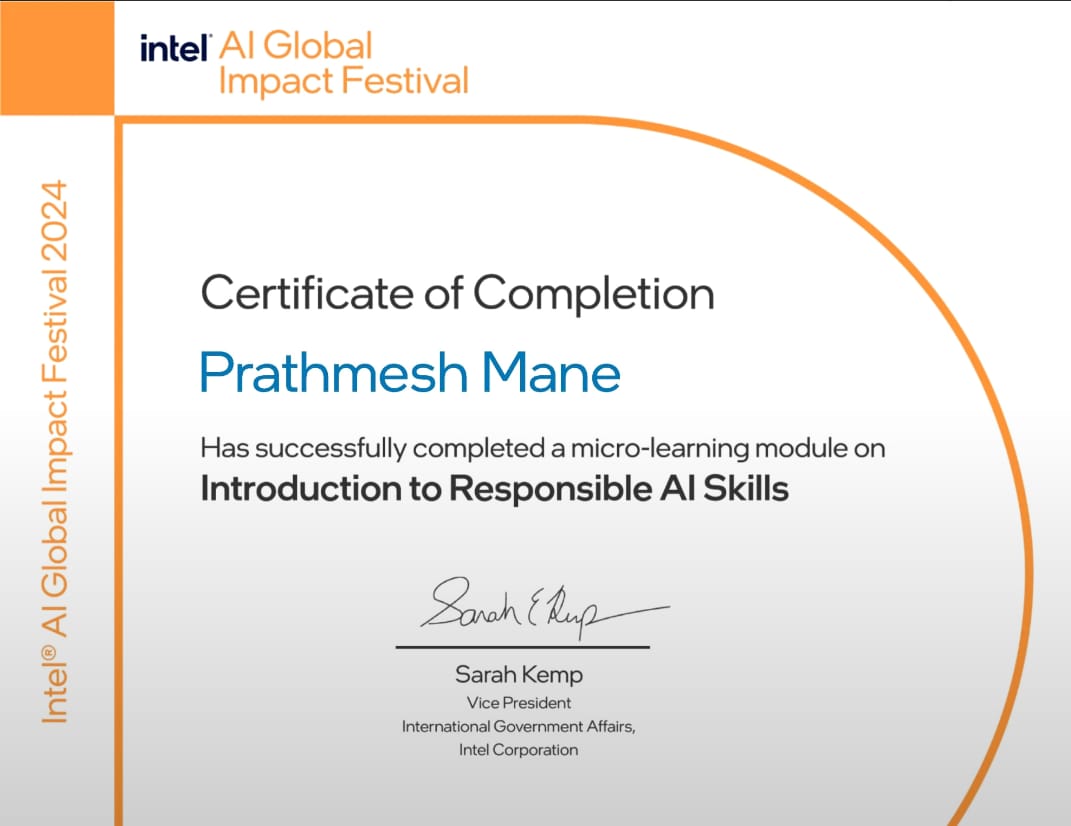 intel AI Global
Impact Festival
Intel® AI Global Impact Festival 2024
Certificate of Completion
Prathmesh Mane
Has successfully completed a micro-learning module on
Introduction to Responsible AI Skills
Sarah E Kemp
Sarah Kemp
Vice President
International Government Affairs,
Intel Corporation